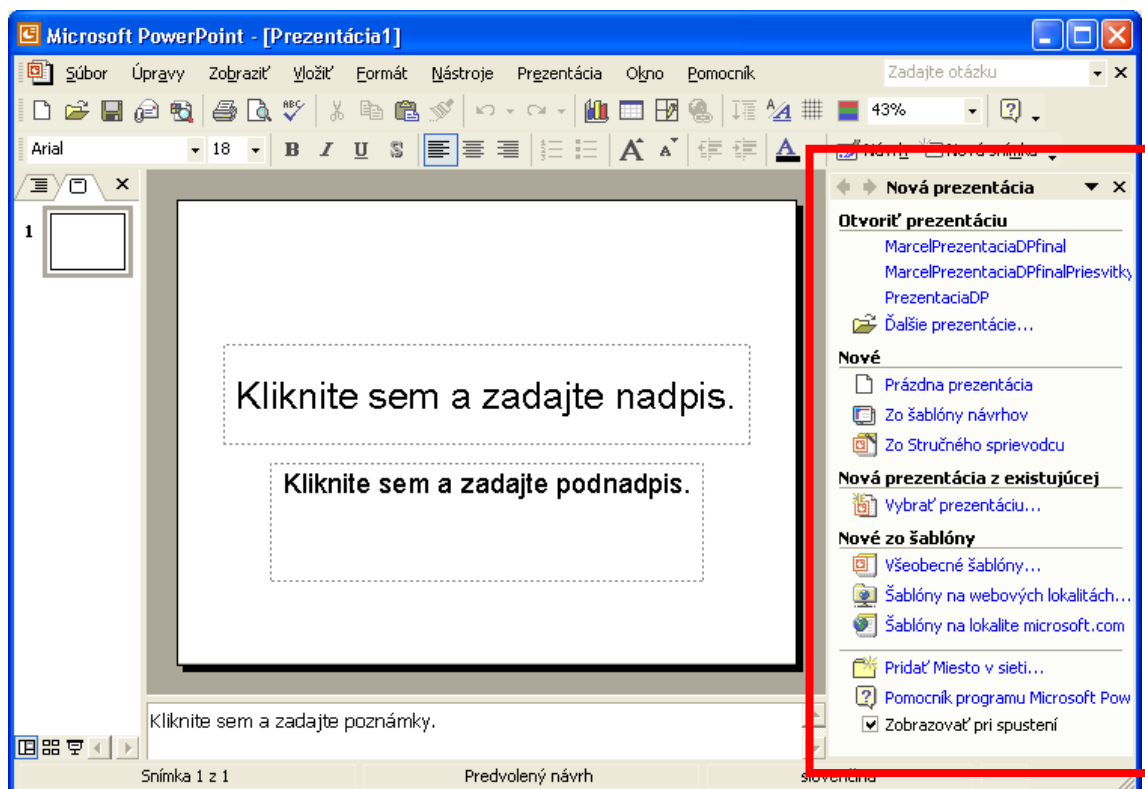 Microsoft PowerPoint - [Prezentácia1]
Súbor Úpravy Zobraziť Vložiť Formát Nástroje Prezentácia Okno Pomocník Zadajte otázku
43%
Arial 18 B I U S A A A Návrh Nová snímka
Nová prezentácia
1
Otvoriť prezentáciu
MarcelPrezentaciaDPfinal
MarcelPrezentaciaDPfinalPriesvitky
PrezentaciaDP
Ďalšie prezentácie...
Nové
Prázdna prezentácia
Zo šablóny návrhov
Zo Stručného sprievodcu
Nová prezentácia z existujúcej
Vybrať prezentáciu...
Nové zo šablóny
Všeobecné šablóny...
Šablóny na webových lokalitách...
Šablóny na lokalite microsoft.com
Pridať Miesto v sieti...
Pomocník programu Microsoft Pow
Zobrazovať pri spustení
Kliknite sem a zadajte nadpis.
Kliknite sem a zadajte podnadpis.
Kliknite sem a zadajte poznámky.
Snímka 1 z 1 Predvolený návrh slovenčina